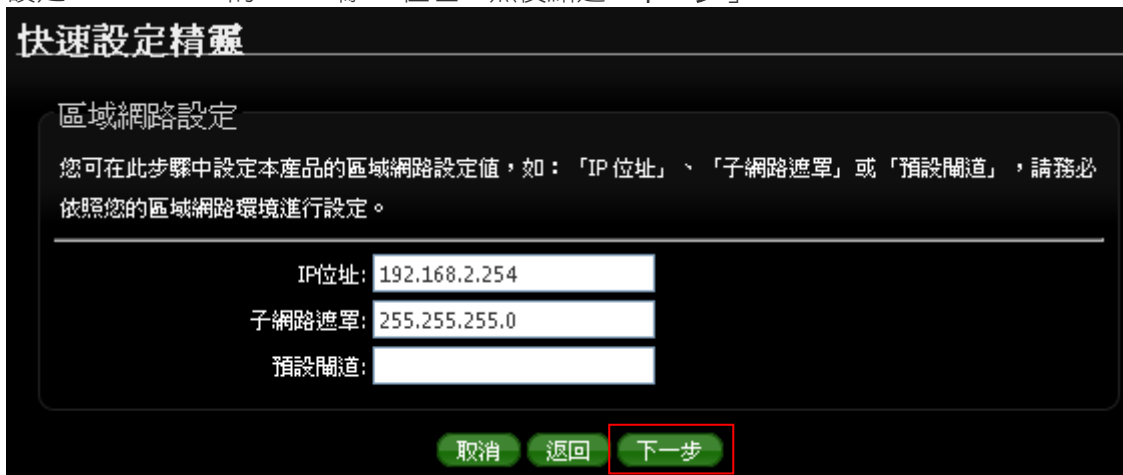 快速設定精靈
區域網路設定
您可在此步驟中設定本產品的區域網路設定值，如：「IP 位址」、「子網路遮罩」或「預設閘道」，請務必
依照您的區域網路環境進行設定。
IP位址: 192.168.2.254
子網路遮罩: 255.255.255.0
預設閘道:
取消 返回 下一步